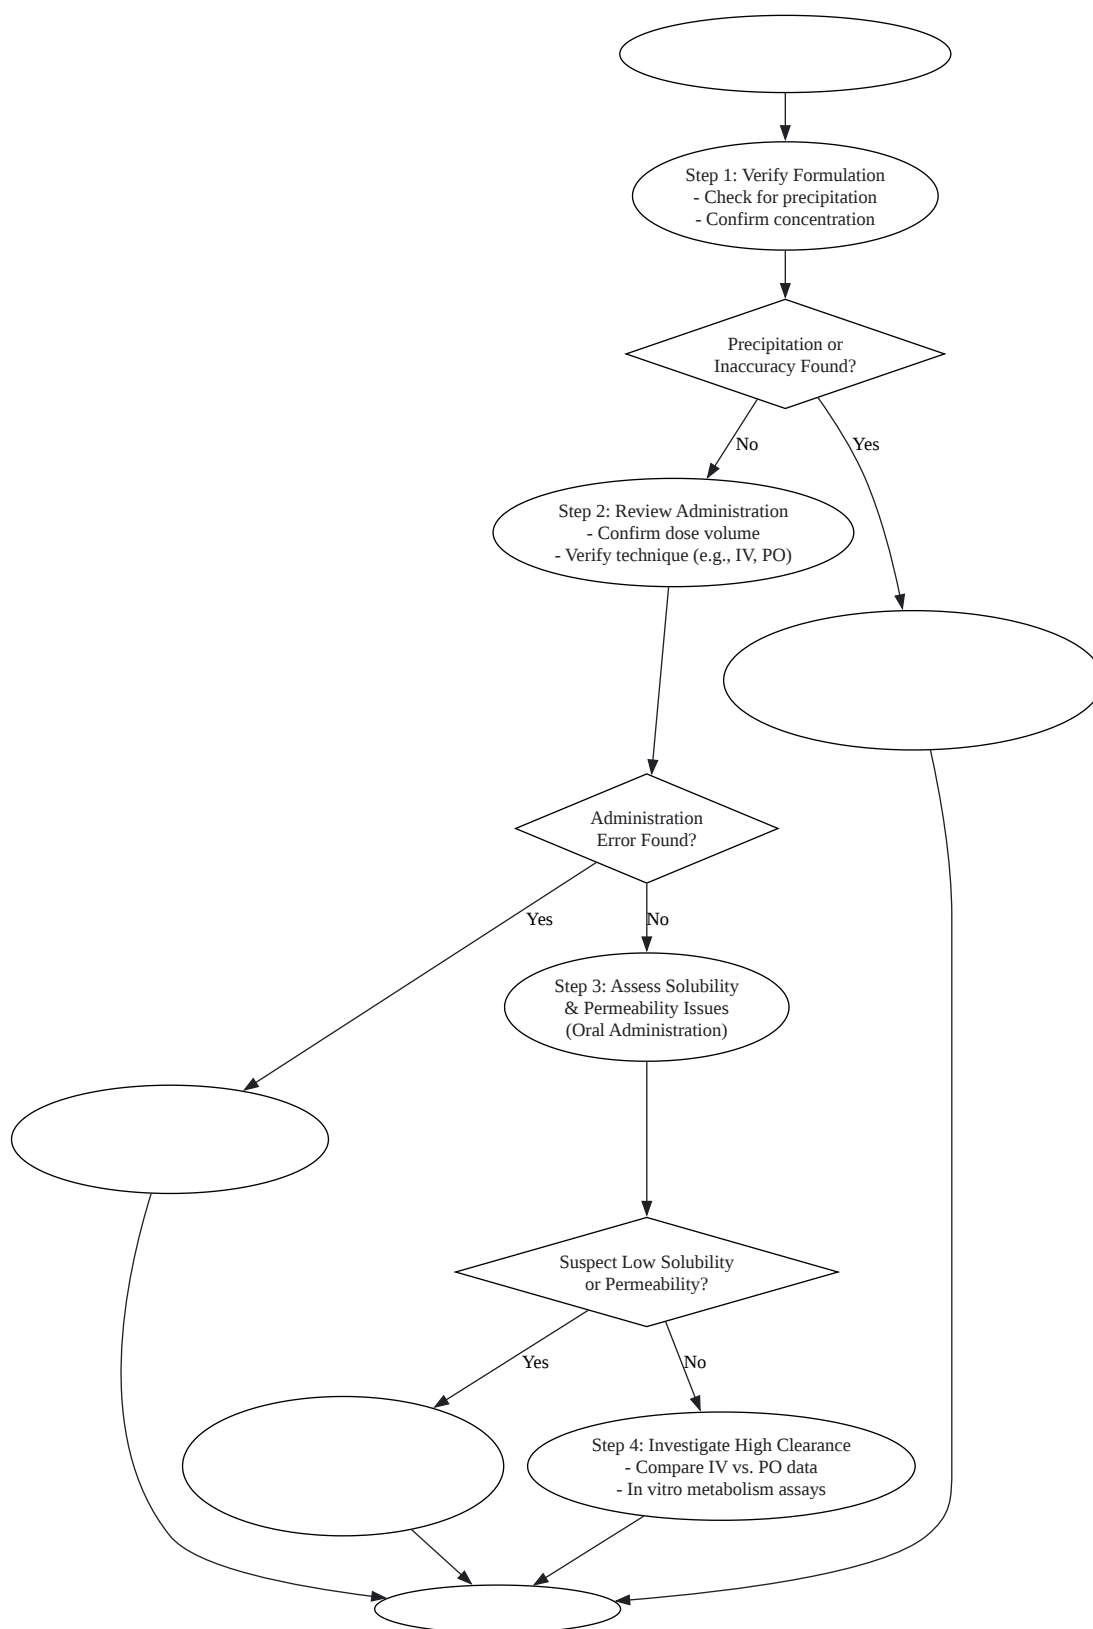 Step 1: Verify Formulation
- Check for precipitation
- Confirm concentration
Precipitation or
Inaccuracy Found?
No
Yes
Step 2: Review Administration
- Confirm dose volume
- Verify technique (e.g., IV, PO)
Administration
Error Found?
Yes
No
Step 3: Assess Solubility
& Permeability Issues
(Oral Administration)
Suspect Low Solubility
or Permeability?
Yes
No
Step 4: Investigate High Clearance
- Compare IV vs. PO data
- In vitro metabolism assays